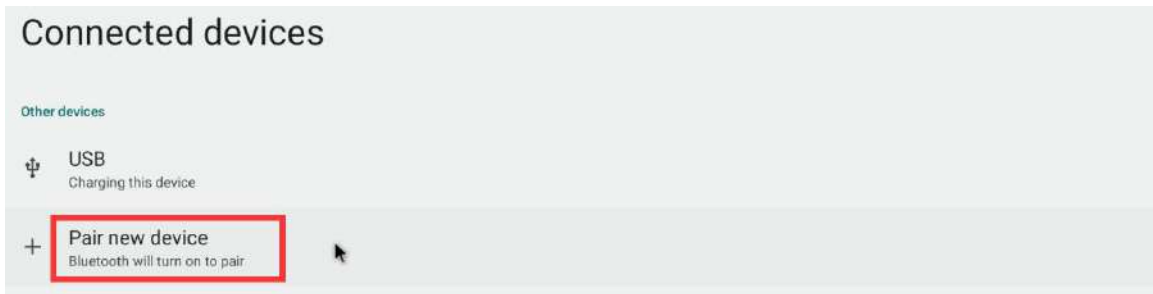 Connected devices
Other devices
USB
Charging this device
Pair new device
Bluetooth will turn on to pair